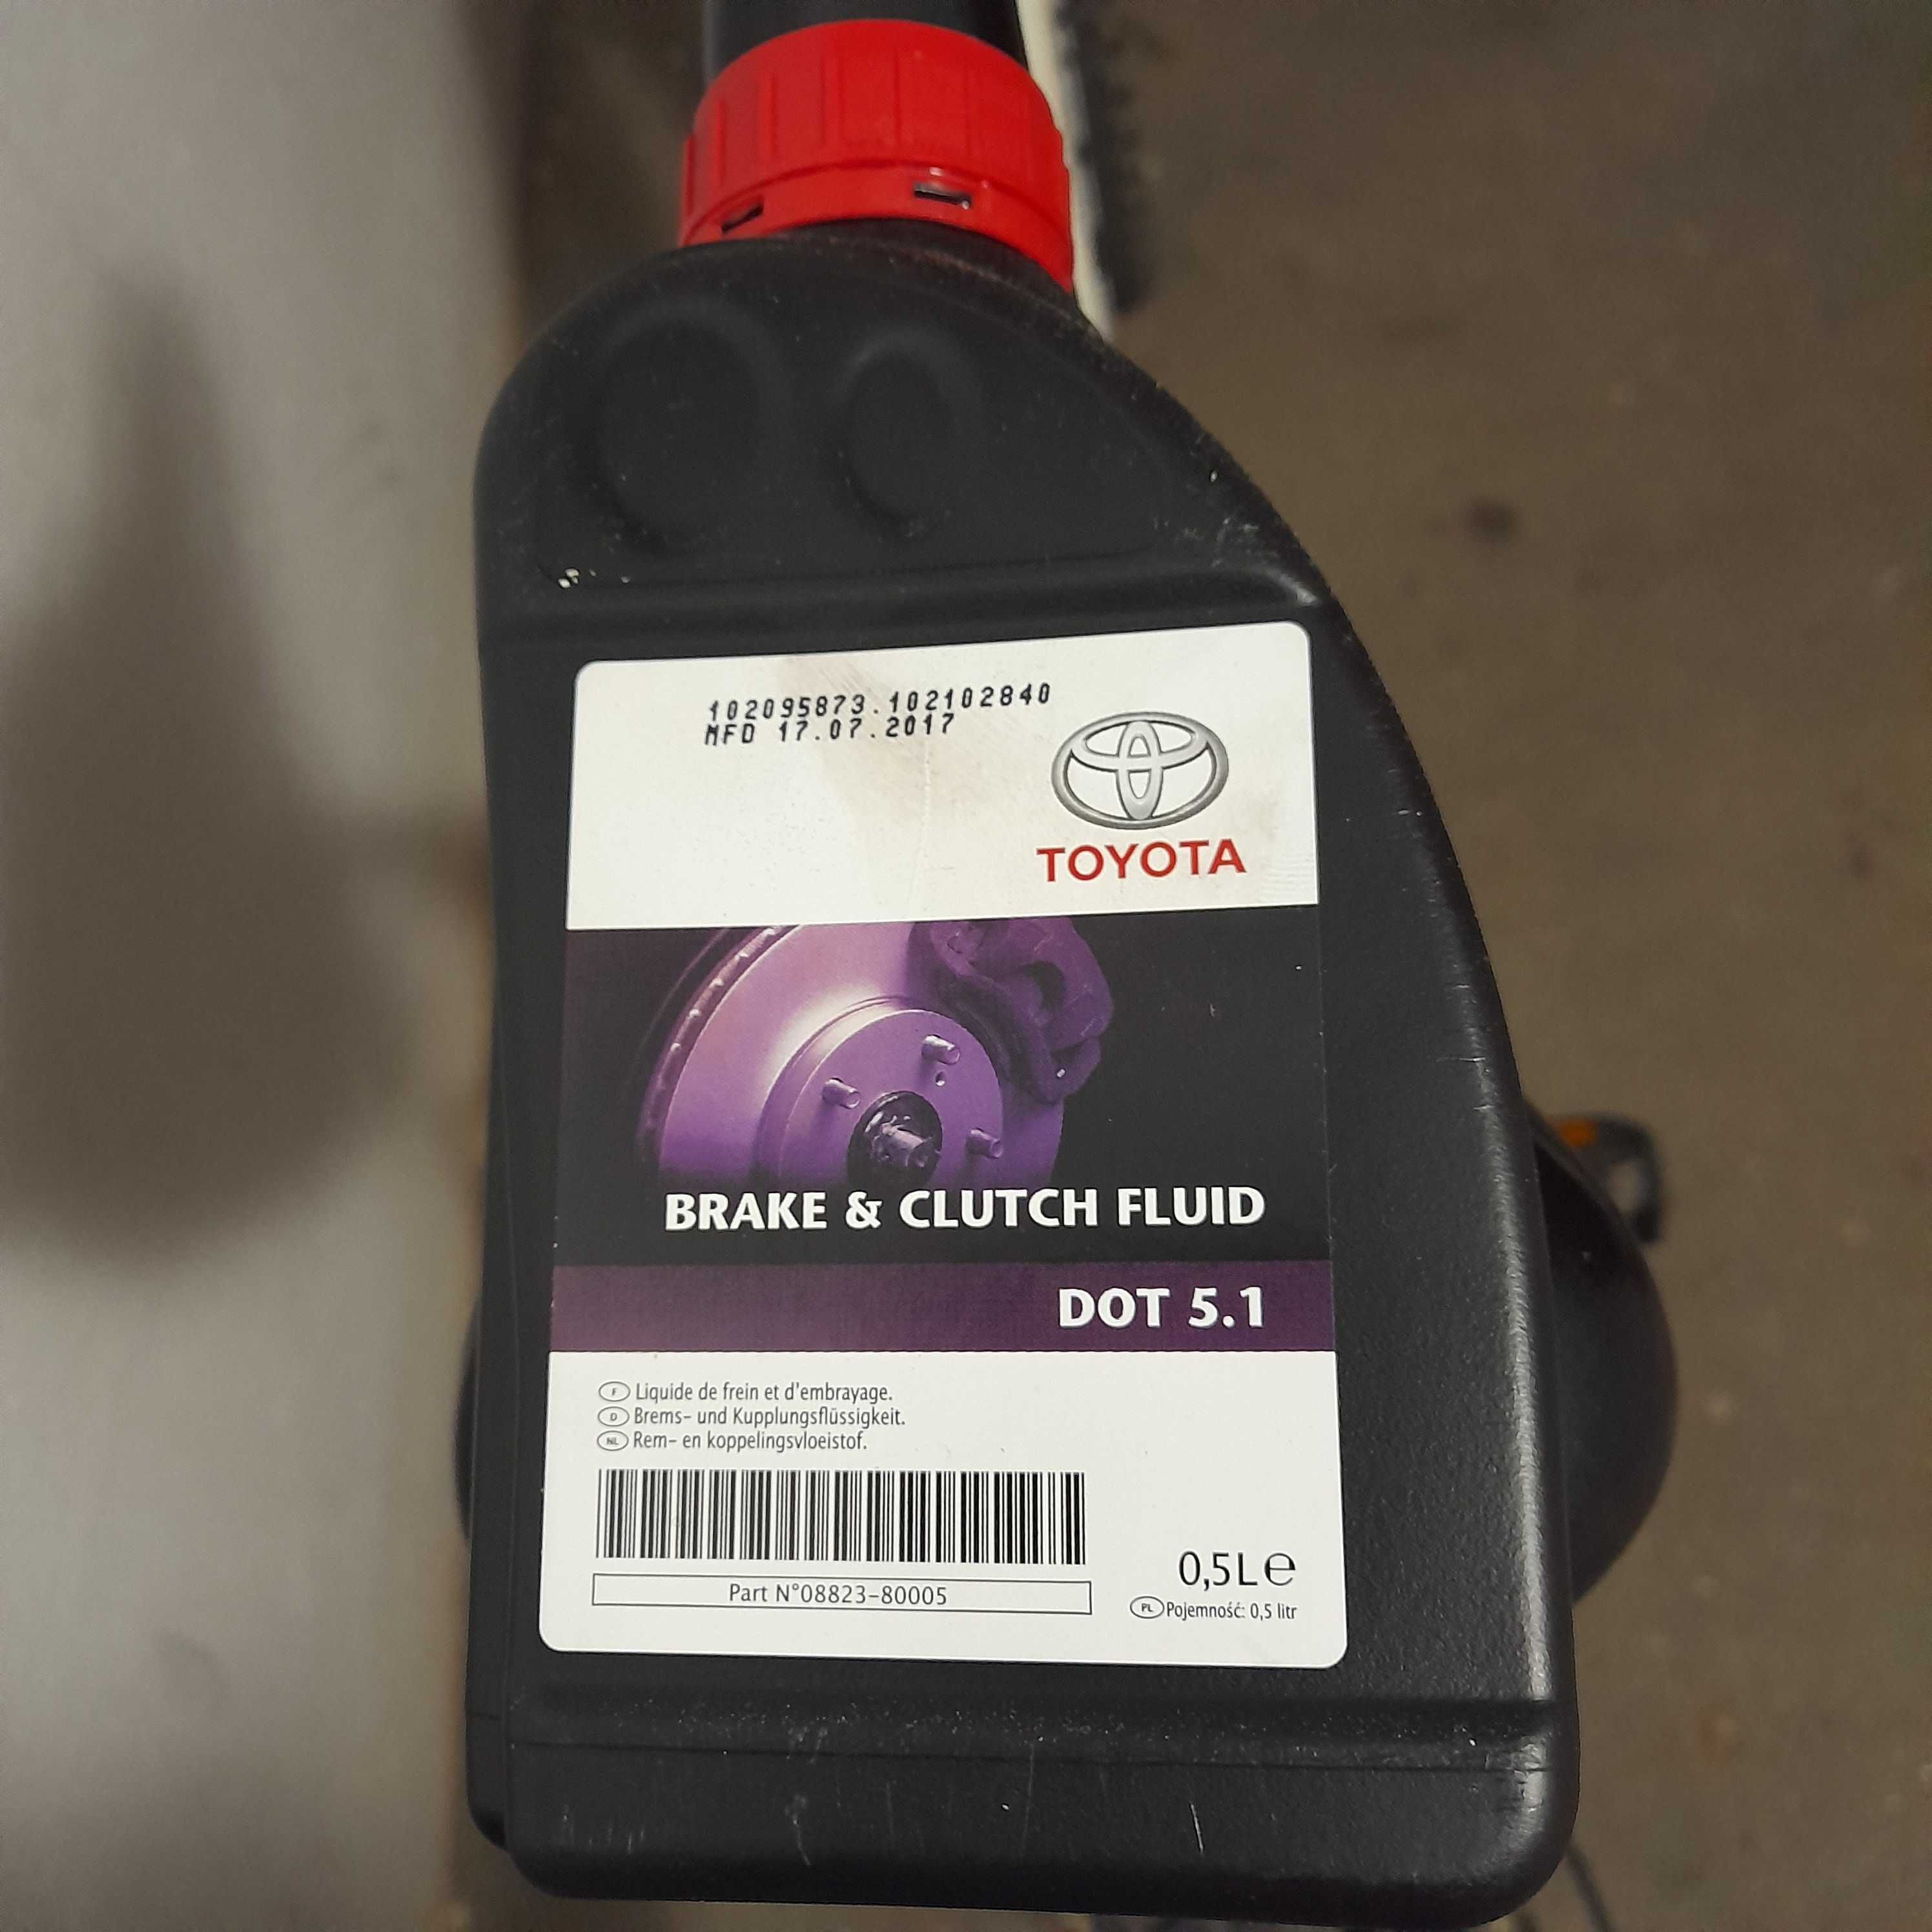 102095873.102102840
MFD 17.07.2017
TOYOTA
BRAKE & CLUTCH FLUID
DOT 5.1
F Liquide de frein et d'embrayage.
D Brems- und Kupplungsflüssigkeit.
NL Rem- en koppelingsvloeistof.
Part N°08823-80005
0,5L℮
PL Pojemność: 0,5 litr